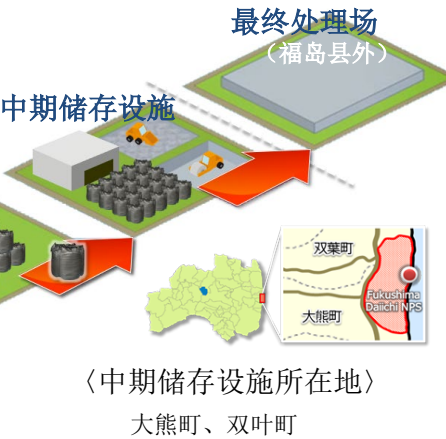 最终处理场
（福岛县外）
中期储存设施
双葉町
大熊町
Fukushima
Daiichi NPS
〈中期储存设施所在地〉
大熊町、双叶町